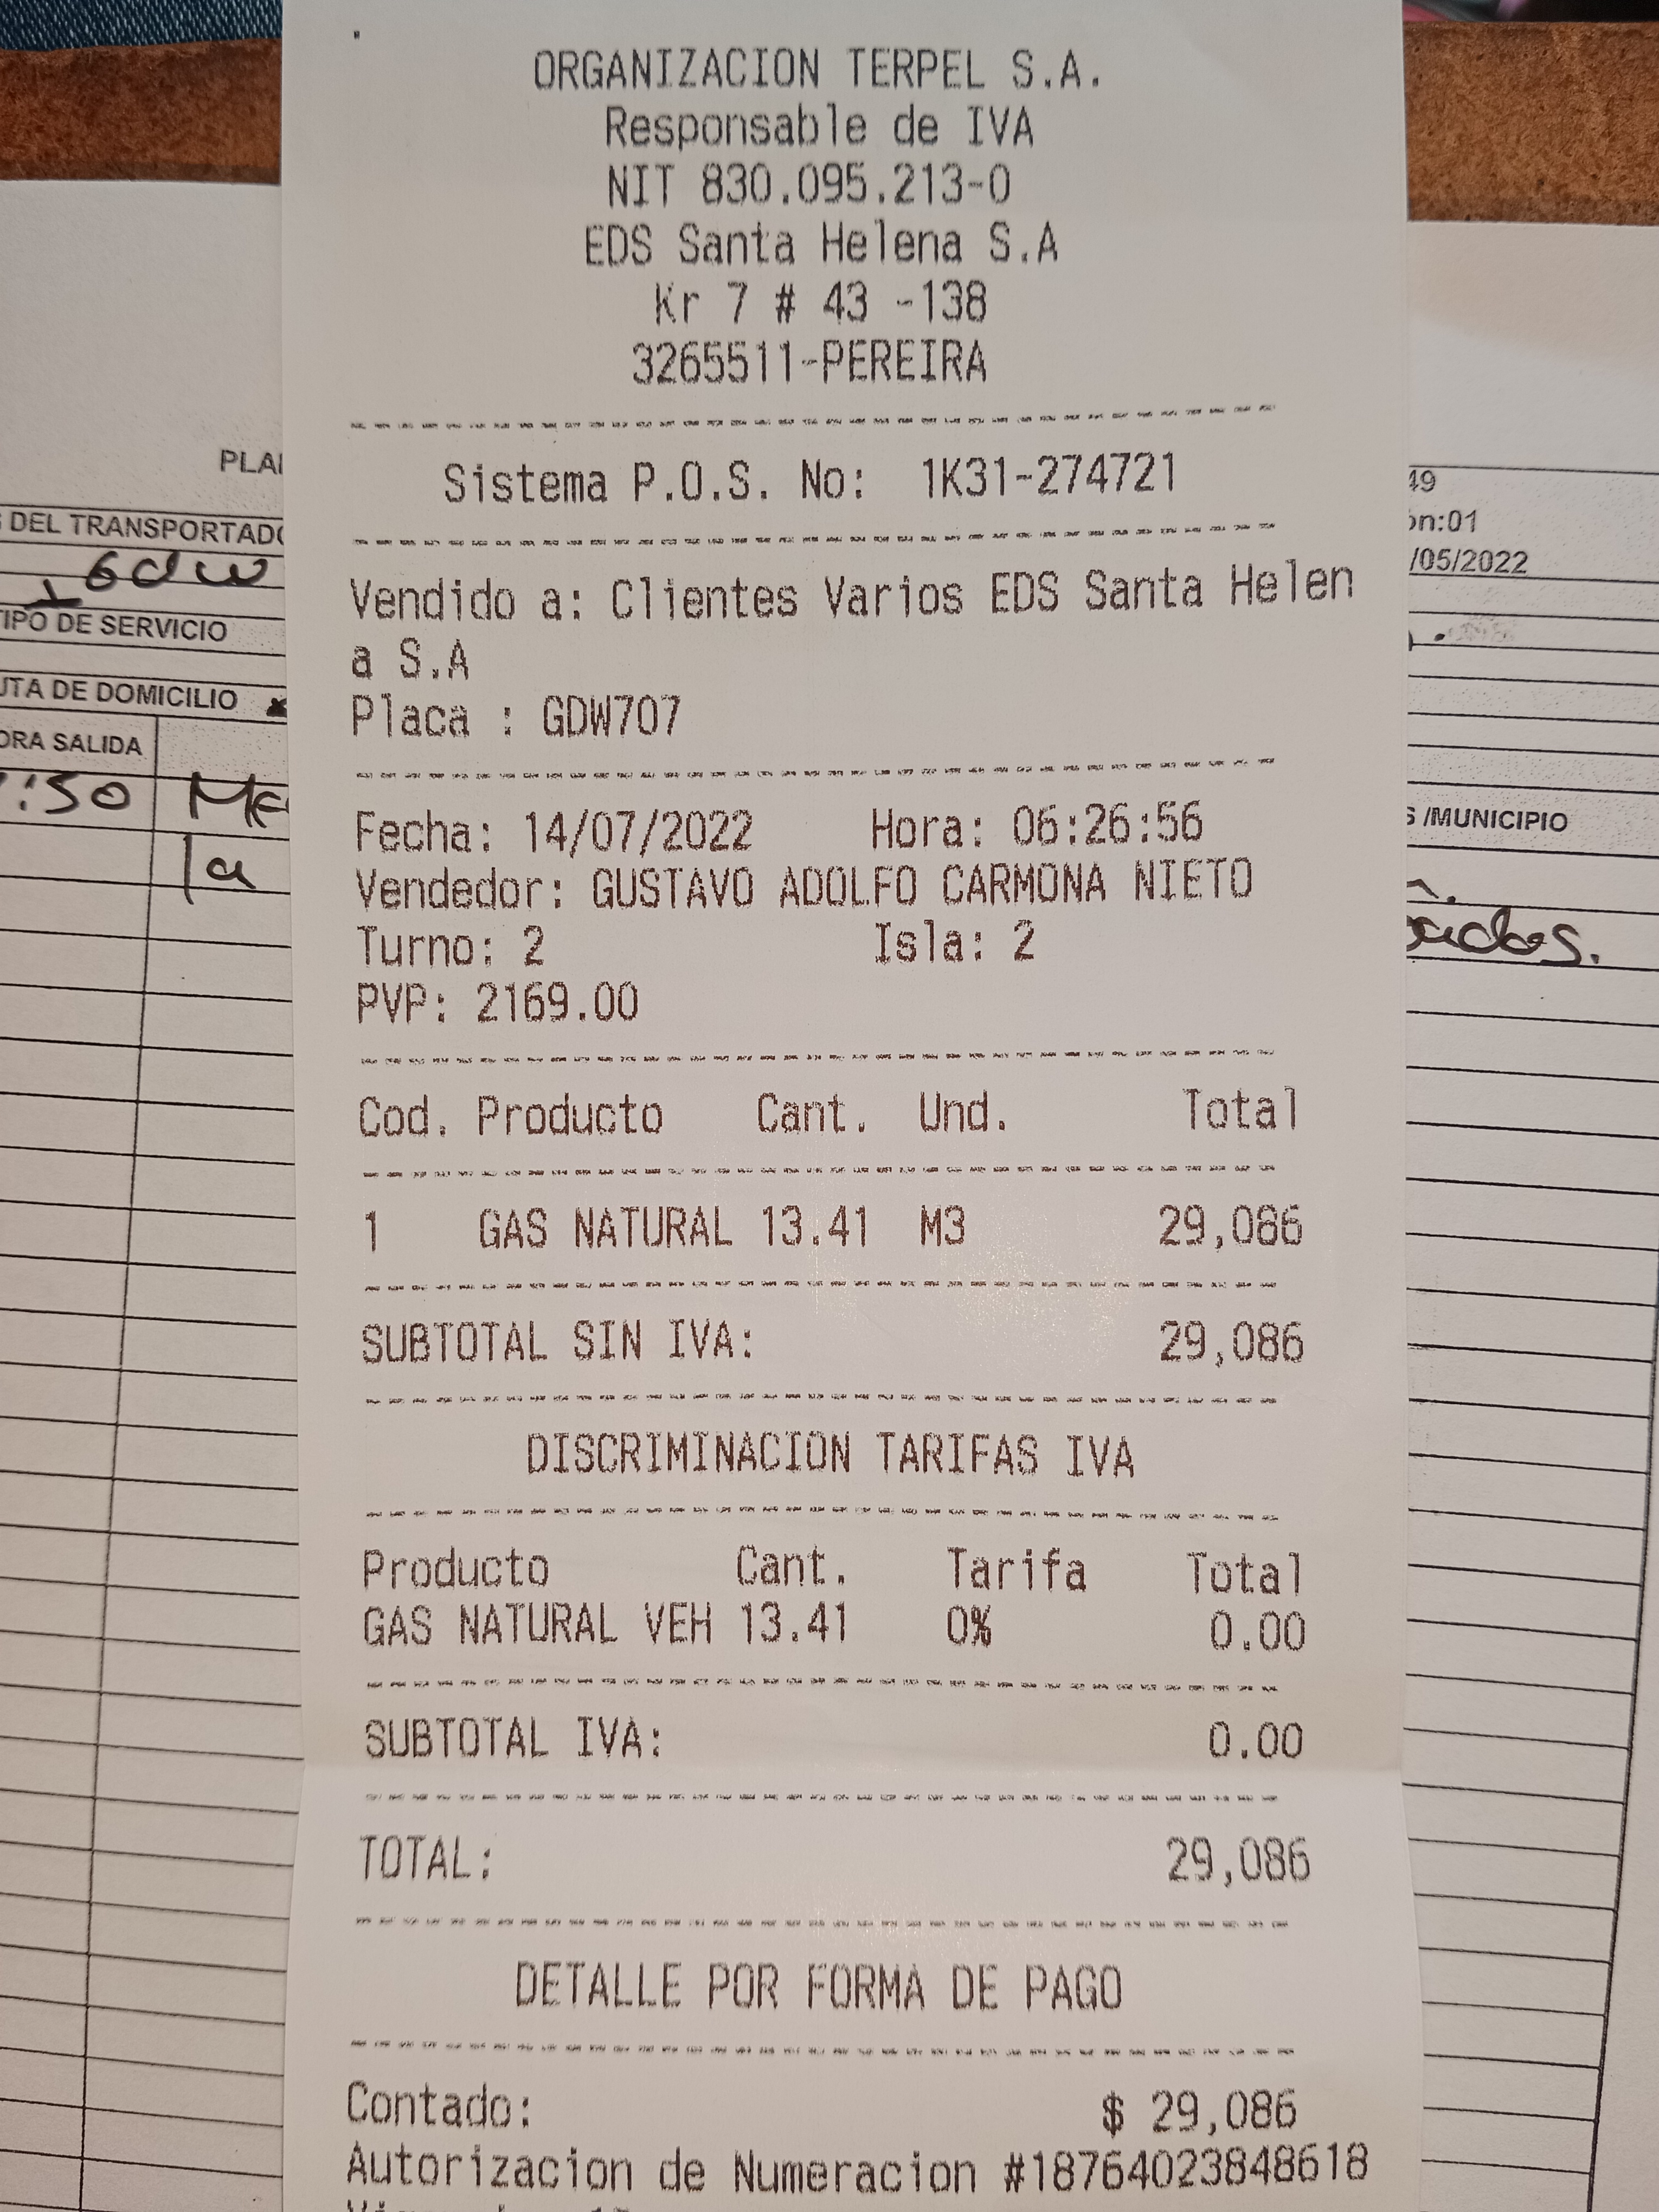 ORGANIZACION TERPEL S.A.
Responsable de IVA
NIT 830.095.213-0
EDS Santa Helena S.A
Kr 7 # 43 -138
3265511-PEREIRA
Sistema P.O.S. No: 1K31-274721
Vendido a: Clientes Varios EDS Santa Helen
a S.A
Placa : GDW707
Fecha: 14/07/2022 Hora: 06:26:56
Vendedor: GUSTAVO ADOLFO CARMONA NIETO
Turno: 2 Isla: 2
PVP: 2169.00
Cod. Producto Cant. Und. Total
1 GAS NATURAL 13.41 M3 29,086
SUBTOTAL SIN IVA: 29,086
DISCRIMINACION TARIFAS IVA
Producto Cant. Tarifa Total
GAS NATURAL VEH 13.41 0% 0.00
SUBTOTAL IVA: 0.00
TOTAL: 29,086
DETALLE POR FORMA DE PAGO
Contado: $ 29,086
Autorizacion de Numeracion #18764023848618
DEL TRANSPORTADO
TIPO DE SERVICIO
UTA DE DOMICILIO
ORA SALIDA
:50
la
49
ón:01
/05/2022
S /MUNICIPIO